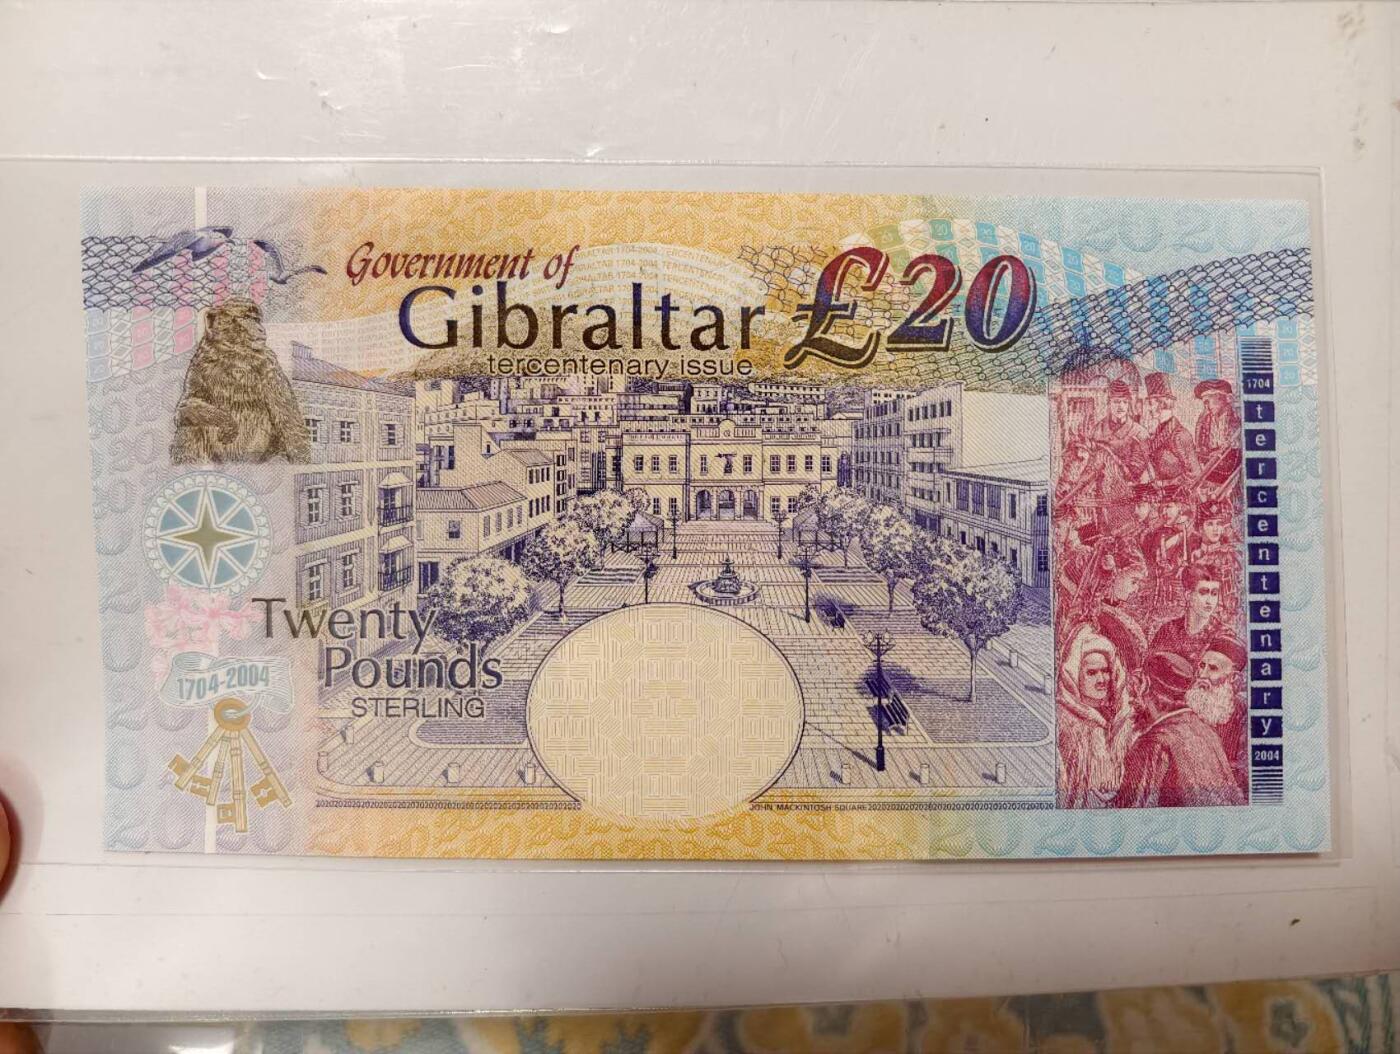 Government of
Gibraltar £20
tercentenary issue
1704
tercentenary
2004
Twenty
Pounds
STERLING
1704-2004
JOHN MACKINTOSH SQUARE